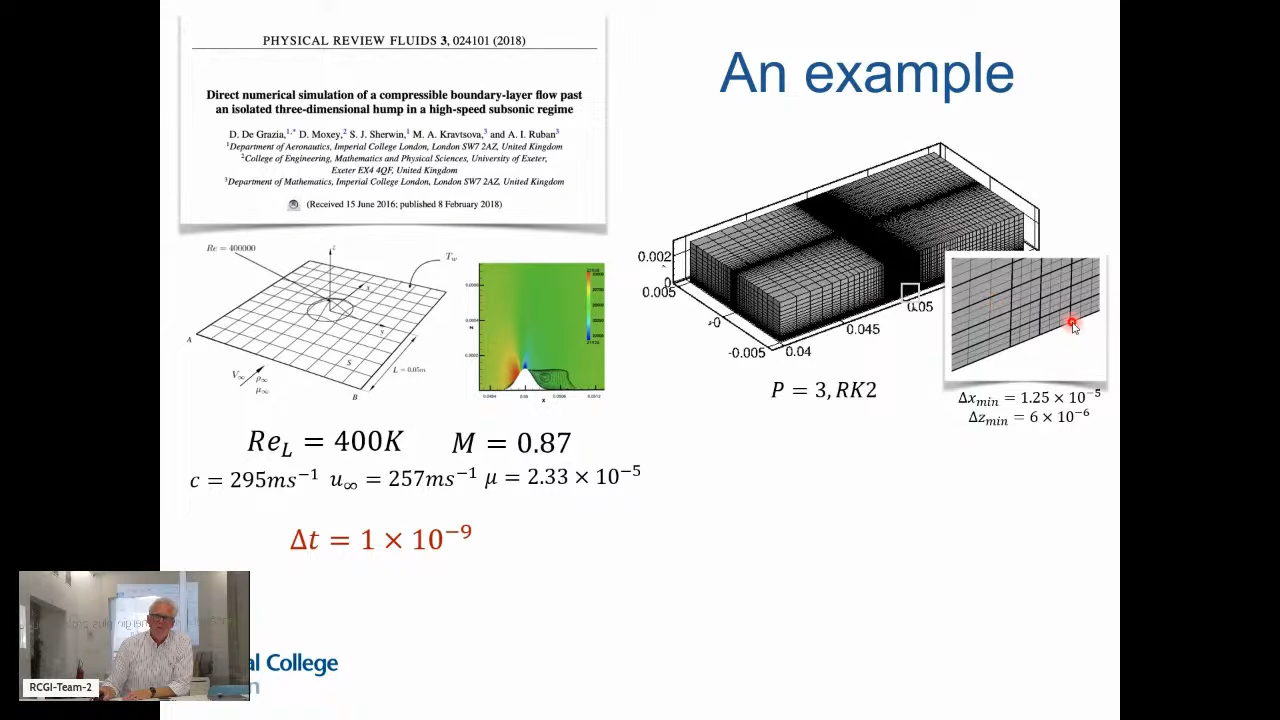 PHYSICAL REVIEW FLUIDS 3, 024101 (2018)
Direct numerical simulation of a compressible boundary-layer flow past
an isolated three-dimensional hump in a high-speed subsonic regime
D. De Grazia,1,* D. Moxey,2 S. J. Sherwin,1 M. A. Kravtsova,3 and A. I. Ruban3
1Department of Aeronautics, Imperial College London, London SW7 2AZ, United Kingdom
2College of Engineering, Mathematics and Physical Sciences, University of Exeter,
Exeter EX4 4QF, United Kingdom
3Department of Mathematics, Imperial College London, London SW7 2AZ, United Kingdom
(Received 15 June 2016; published 8 February 2018)
An example
Re = 400000
z
T_w
x
y
A
S
L = 0.05m
V∞
ρ∞
μ∞
B
x
0.002
0
0.005
0
-0.005
0.04
0.045
0.05
P = 3, RK2
Δx_min = 1.25 × 10⁻⁵
Δz_min = 6 × 10⁻⁶
Re_L = 400K M = 0.87
c = 295ms⁻¹ u∞ = 257ms⁻¹ μ = 2.33 × 10⁻⁵
Δt = 1 × 10⁻⁹
al College
n
RCGI-Team-2